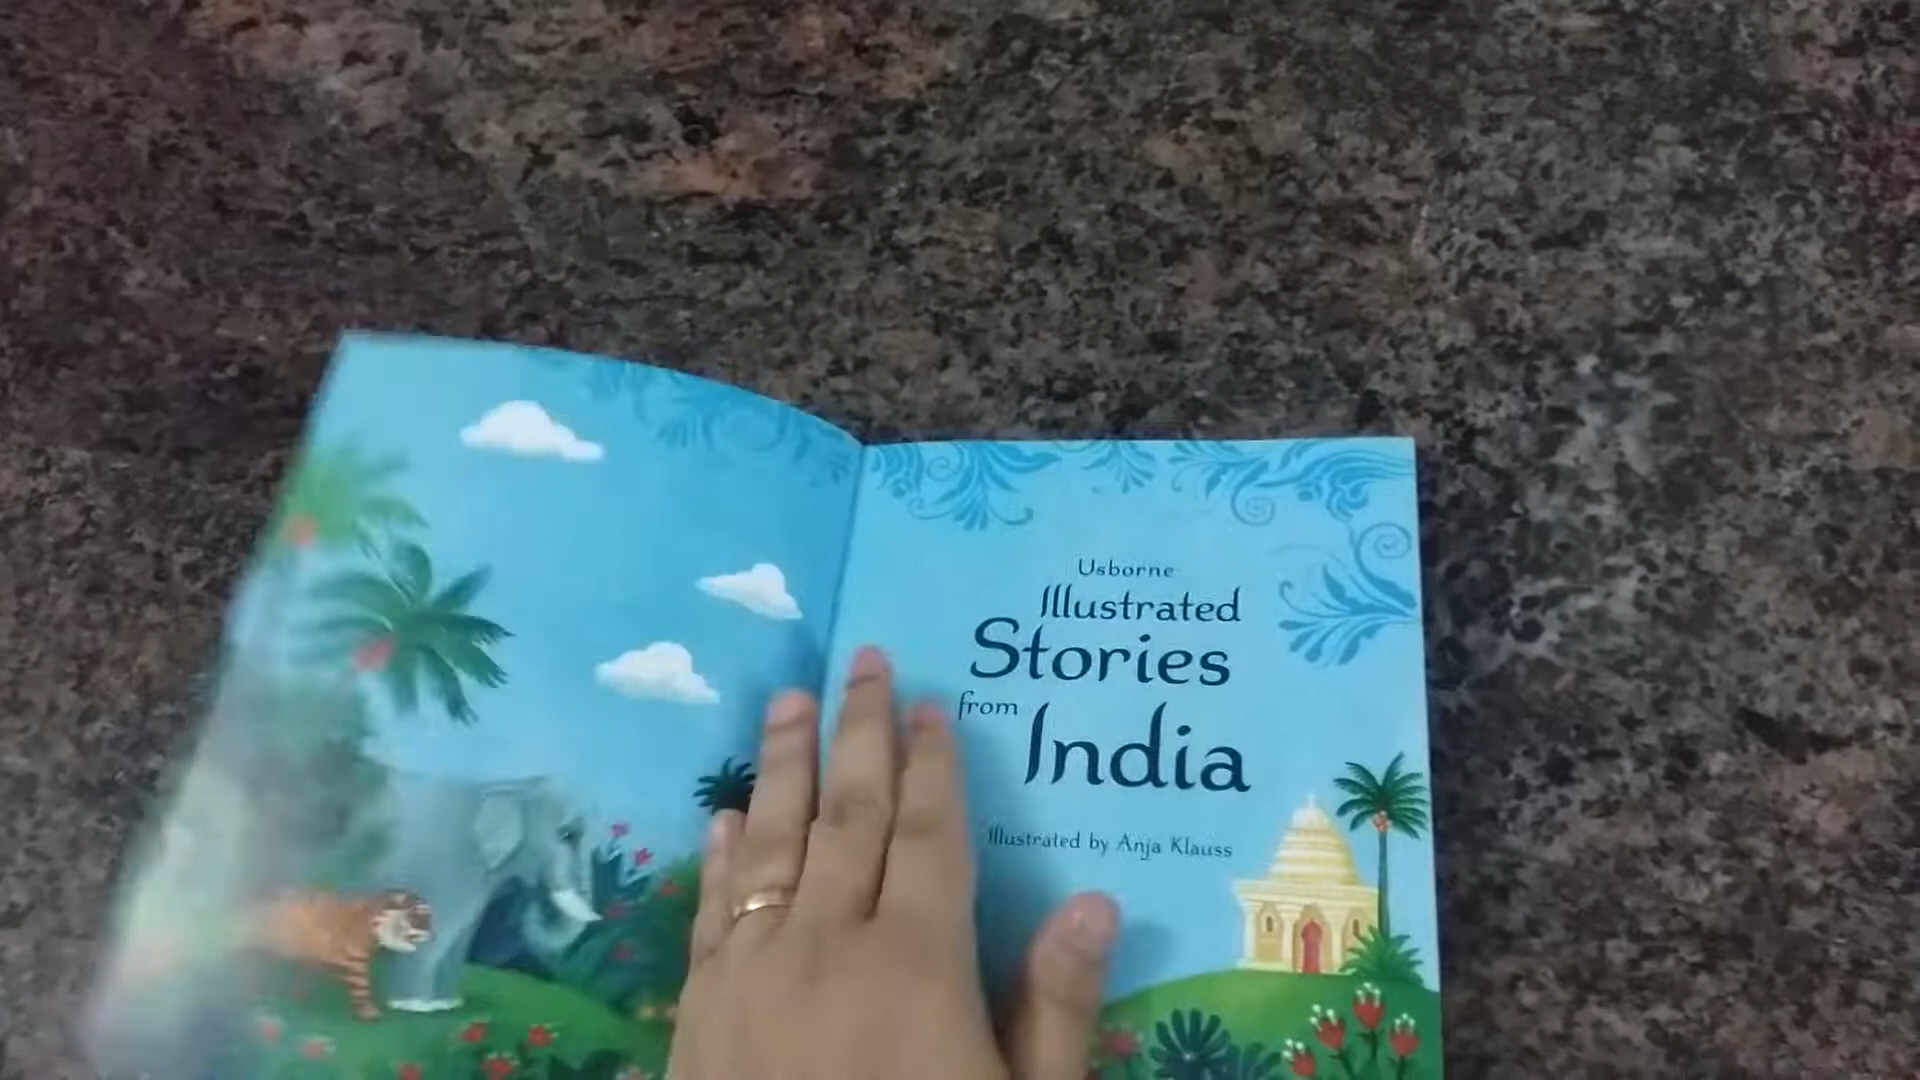 Usborne
Illustrated
Stories
from
India
Illustrated by Anja Klauss